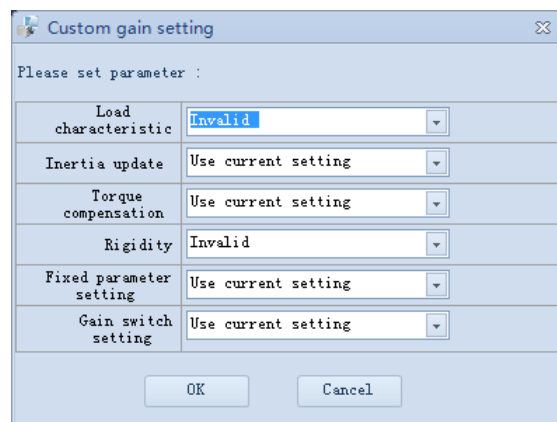 Custom gain setting
Please set parameter :
Load
characteristic
Invalid
Inertia update
Use current setting
Torque
compensation
Use current setting
Rigidity
Invalid
Fixed parameter
setting
Use current setting
Gain switch
setting
Use current setting
OK
Cancel